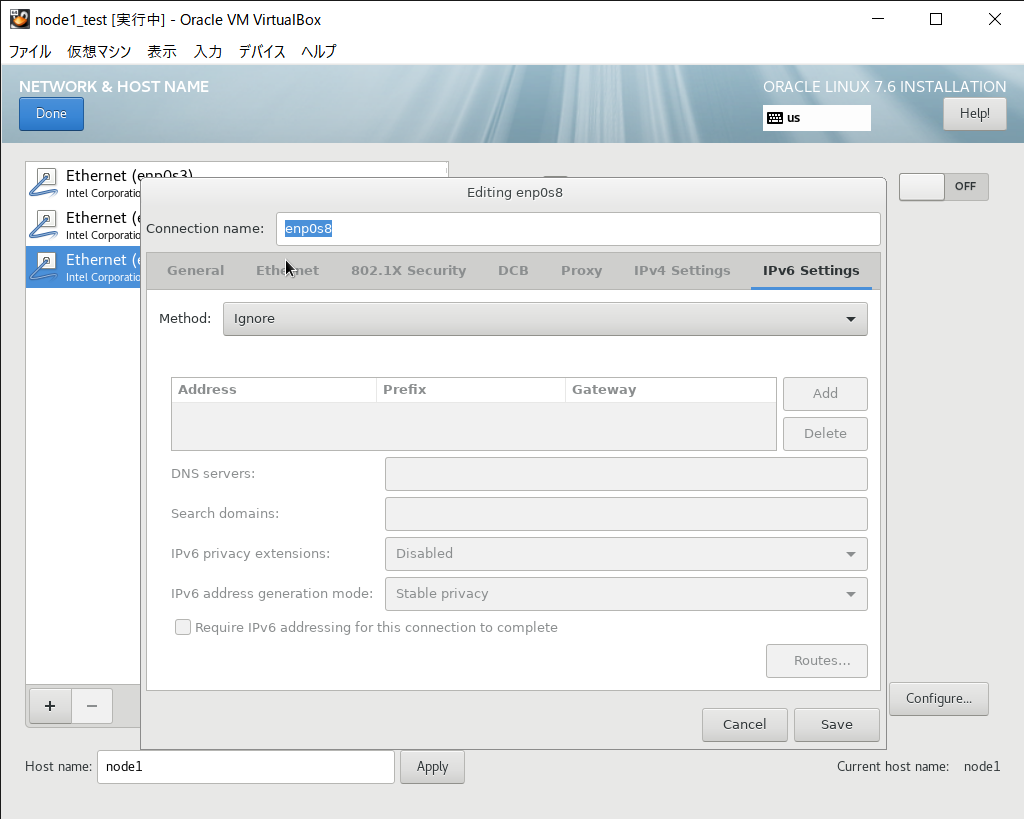 node1_test [実行中] - Oracle VM VirtualBox
ファイル 仮想マシン 表示 入力 デバイス ヘルプ
NETWORK & HOST NAME
ORACLE LINUX 7.6 INSTALLATION
Done
us
Help!
Ethernet (enp0s3)
Intel Corporatio
Ethernet (
Intel Corporatio
Ethernet (
Intel Corporatio
OFF
Editing enp0s8
Connection name: enp0s8
General Ethernet 802.1X Security DCB Proxy IPv4 Settings IPv6 Settings
Method: Ignore
Address Prefix Gateway
Add
Delete
DNS servers:
Search domains:
IPv6 privacy extensions: Disabled
IPv6 address generation mode: Stable privacy
Require IPv6 addressing for this connection to complete
Routes...
+ −
Configure...
Cancel Save
Host name: node1 Apply
Current host name: node1